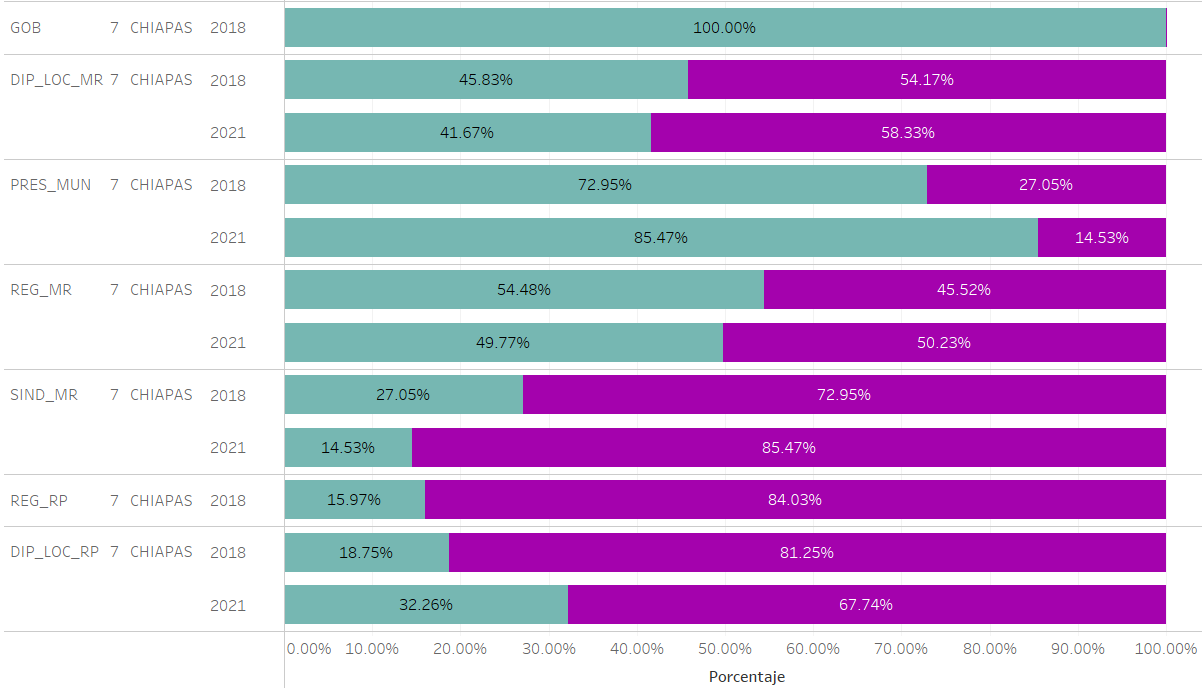 GOB 7 CHIAPAS 2018 100.00%
DIP_LOC_MR 7 CHIAPAS 2018 45.83% 54.17%
2021 41.67% 58.33%
PRES_MUN 7 CHIAPAS 2018 72.95% 27.05%
2021 85.47% 14.53%
REG_MR 7 CHIAPAS 2018 54.48% 45.52%
2021 49.77% 50.23%
SIND_MR 7 CHIAPAS 2018 27.05% 72.95%
2021 14.53% 85.47%
REG_RP 7 CHIAPAS 2018 15.97% 84.03%
DIP_LOC_RP 7 CHIAPAS 2018 18.75% 81.25%
2021 32.26% 67.74%
0.00% 10.00% 20.00% 30.00% 40.00% 50.00% 60.00% 70.00% 80.00% 90.00% 100.00%
Porcentaje